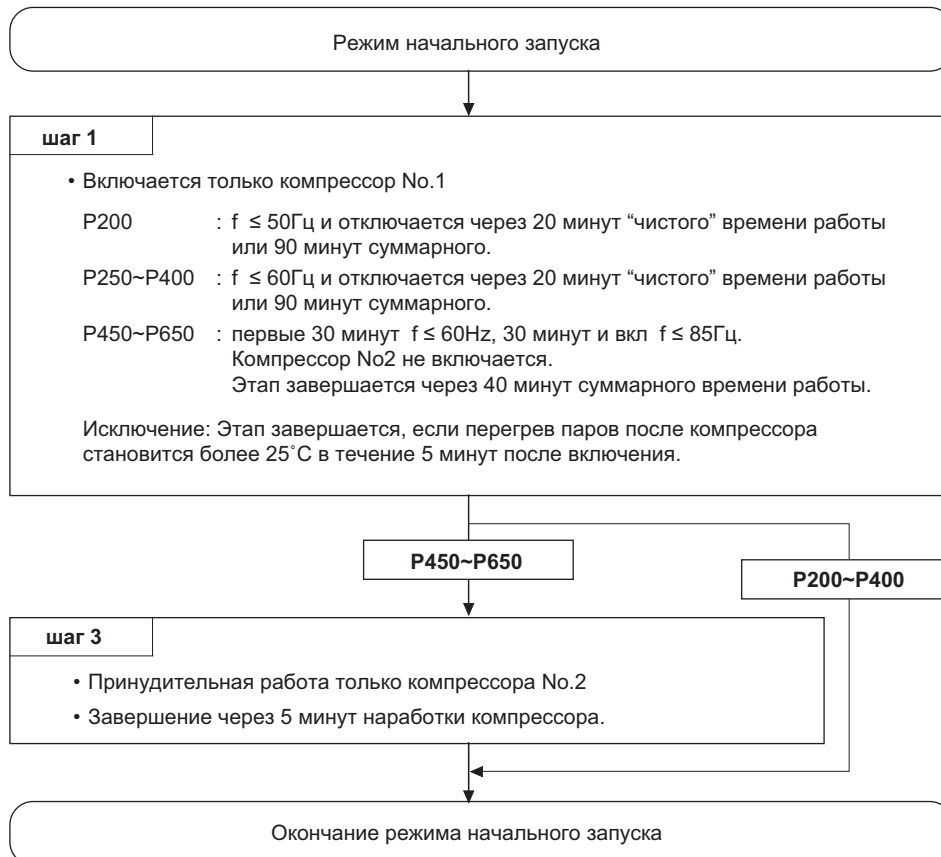 Режим начального запуска
шаг 1
• Включается только компрессор No.1
P200 : f ≤ 50Гц и отключается через 20 минут “чистого” времени работы
или 90 минут суммарного.
P250~P400 : f ≤ 60Гц и отключается через 20 минут “чистого” времени работы
или 90 минут суммарного.
P450~P650 : первые 30 минут f ≤ 60Hz, 30 минут и вкл f ≤ 85Гц.
Компрессор No2 не включается.
Этап завершается через 40 минут суммарного времени работы.
Исключение: Этап завершается, если перегрев паров после компрессора
становится более 25˚C в течение 5 минут после включения.
P450~P650
P200~P400
шаг 3
• Принудительная работа только компрессора No.2
• Завершение через 5 минут наработки компрессора.
Окончание режима начального запуска